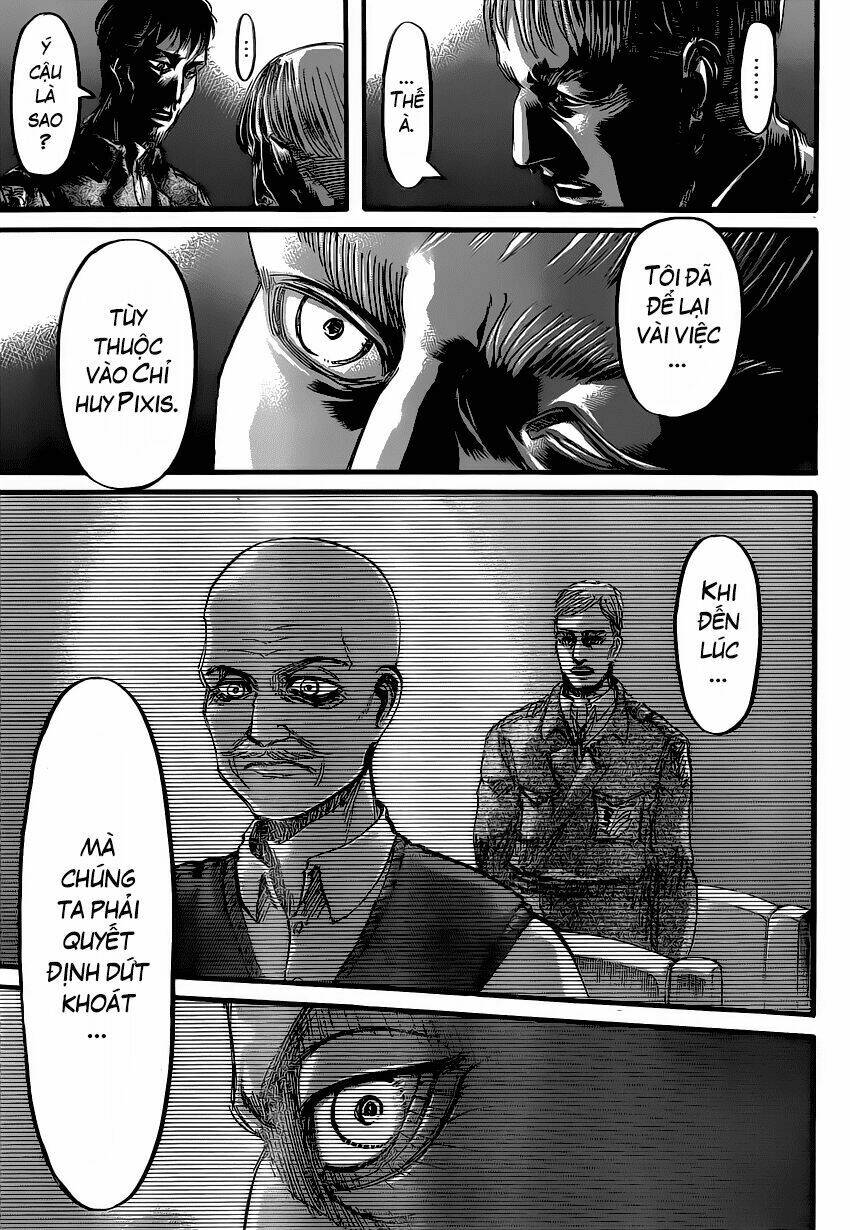 ......
...
THẾ
À.
...
Ý
CẬU
LÀ
SAO
?
TÔI ĐÃ
ĐỂ LẠI
VÀI VIỆC
...
TÙY
THUỘC
VÀO CHỈ
HUY PIXIS.
KHI
ĐẾN
LÚC
...
MÀ
CHÚNG
TA PHẢI
QUYẾT
ĐỊNH DỨT
KHOÁT
...